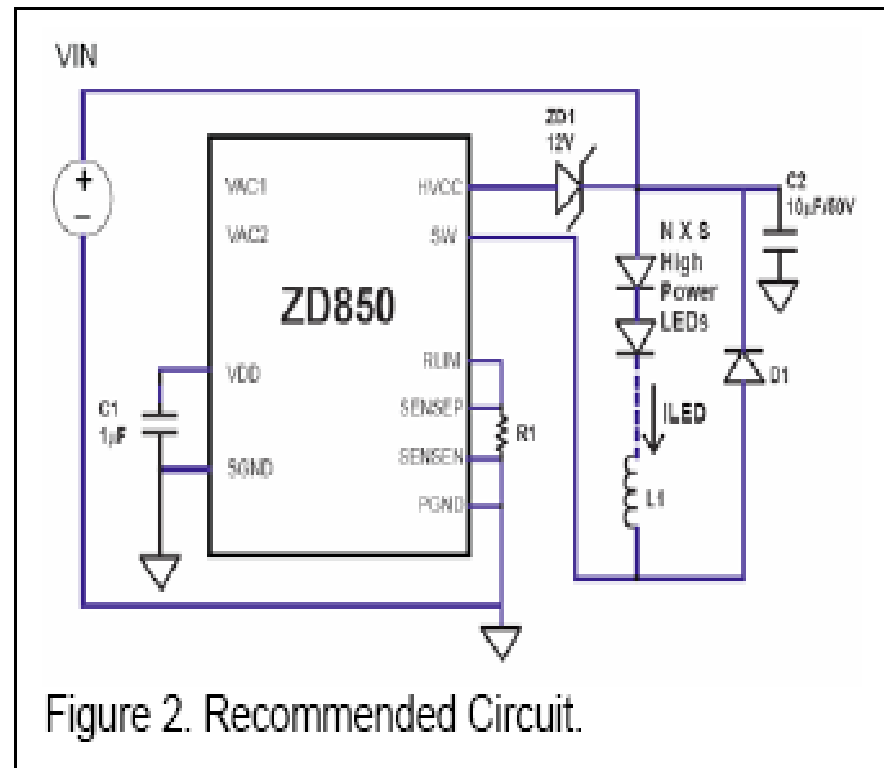 VIN
ZD1
12V
VAC1
HVCC
C2
10µF/50V
VAC2
SW
N X S
High
Power
LEDs
ZD850
VDD
RLIM
C1
1µF
SENSEP
R1
ILED
D1
SGND
SENSEN
PGND
L1
Figure 2. Recommended Circuit.